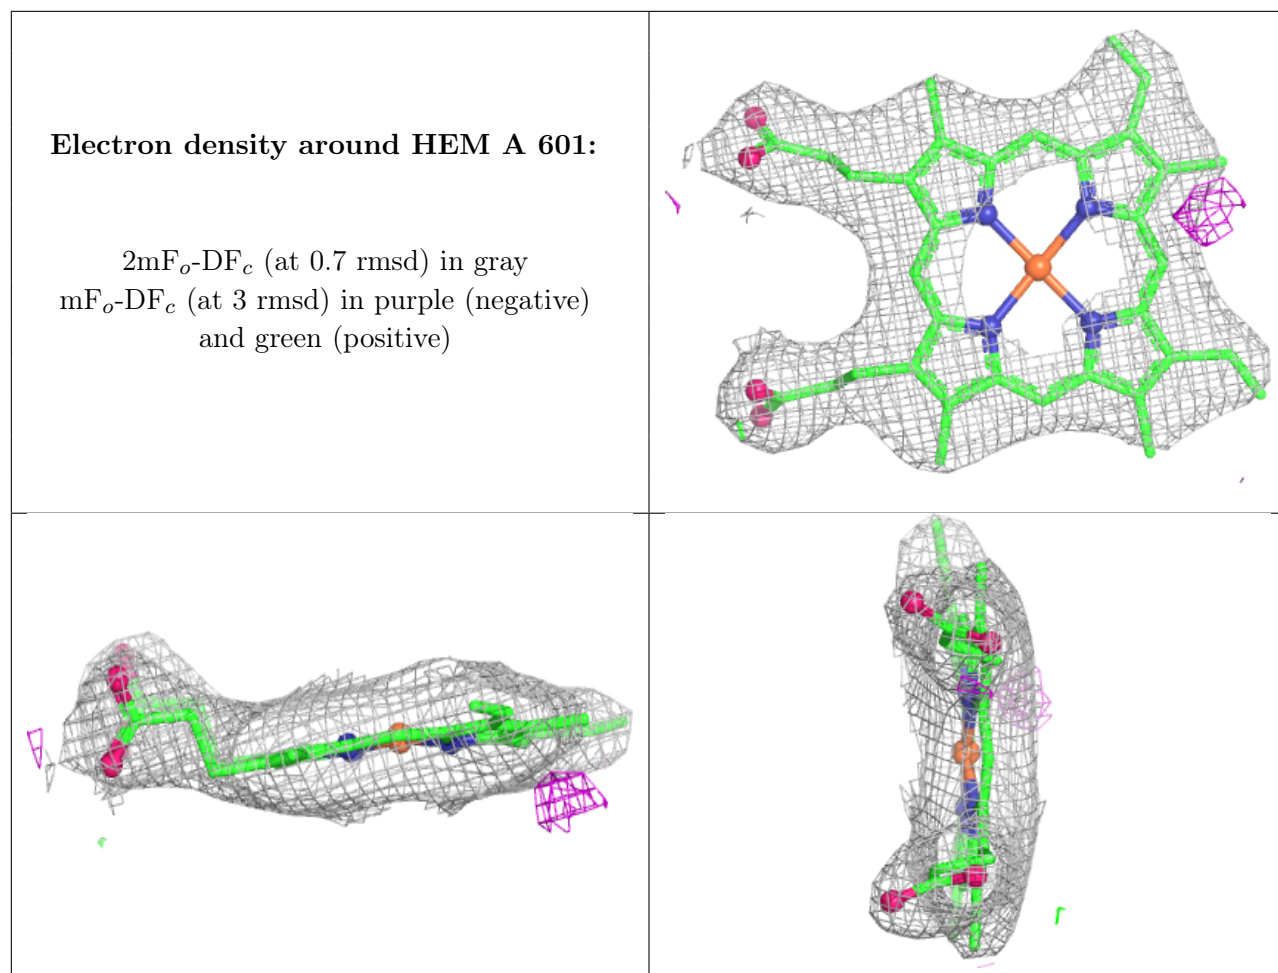 Electron density around HEM A 601:
2mFo-DFc (at 0.7 rmsd) in gray
mFo-DFc (at 3 rmsd) in purple (negative)
and green (positive)